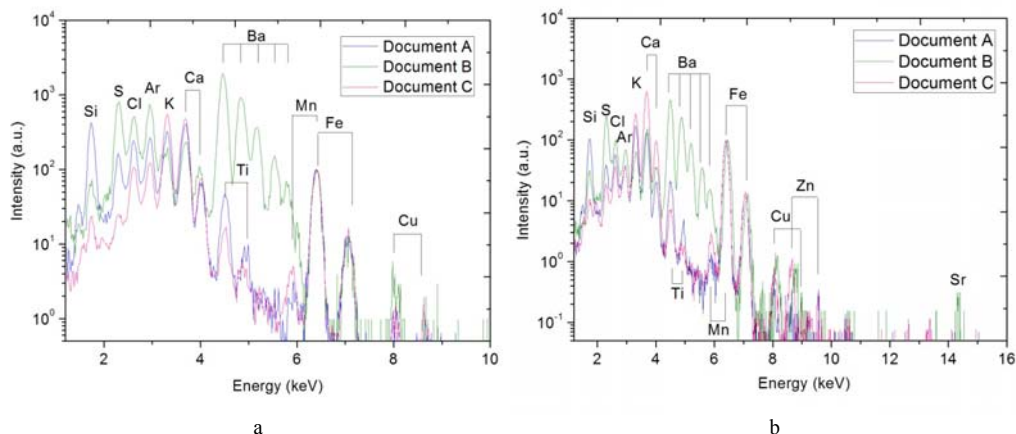 a)
b)
10⁴
10³
10²
10¹
10⁰
Intensity (a.u.)
Si
S
Cl
Ar
K
Ca
Ba
Ti
Mn
Fe
Cu
Document A
Document B
Document C
2
4
6
8
10
Energy (keV)
10⁴
10³
10²
10¹
10⁰
10⁻¹
Intensity (a.u.)
Si
S
Cl
Ar
K
Ca
Ba
Ti
Mn
Fe
Cu
Zn
Sr
Document A
Document B
Document C
2
4
6
8
10
12
14
16
Energy (keV)
a
b